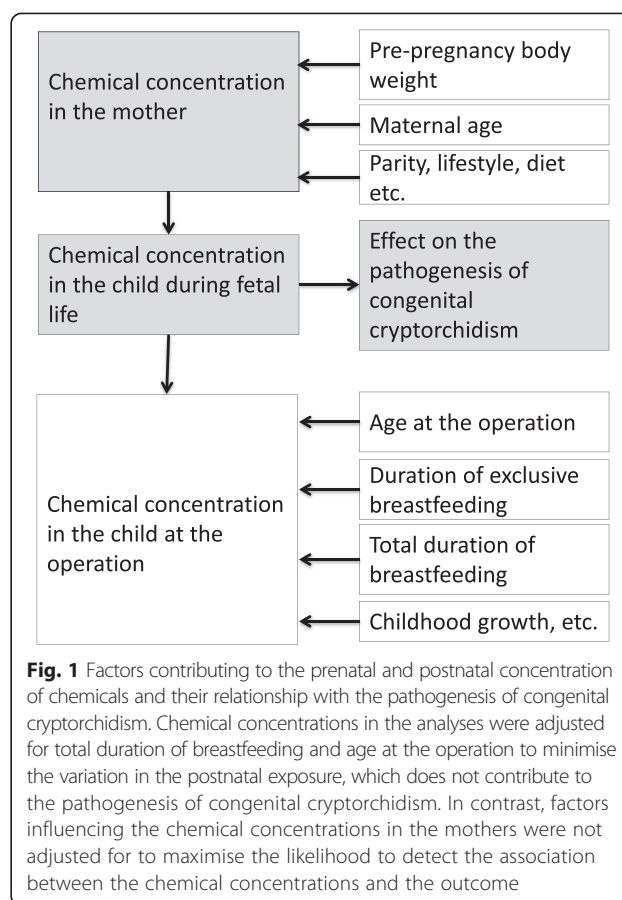 Chemical concentration
in the mother
Pre-pregnancy body
weight
Maternal age
Parity, lifestyle, diet
etc.
Chemical concentration
in the child during fetal
life
Effect on the
pathogenesis of
congenital
cryptorchidism
Chemical concentration
in the child at the
operation
Age at the operation
Duration of exclusive
breastfeeding
Total duration of
breastfeeding
Childhood growth, etc.
Fig. 1 Factors contributing to the prenatal and postnatal concentration
of chemicals and their relationship with the pathogenesis of congenital
cryptorchidism. Chemical concentrations in the analyses were adjusted
for total duration of breastfeeding and age at the operation to minimise
the variation in the postnatal exposure, which does not contribute to
the pathogenesis of congenital cryptorchidism. In contrast, factors
influencing the chemical concentrations in the mothers were not
adjusted for to maximise the likelihood to detect the association
between the chemical concentrations and the outcome